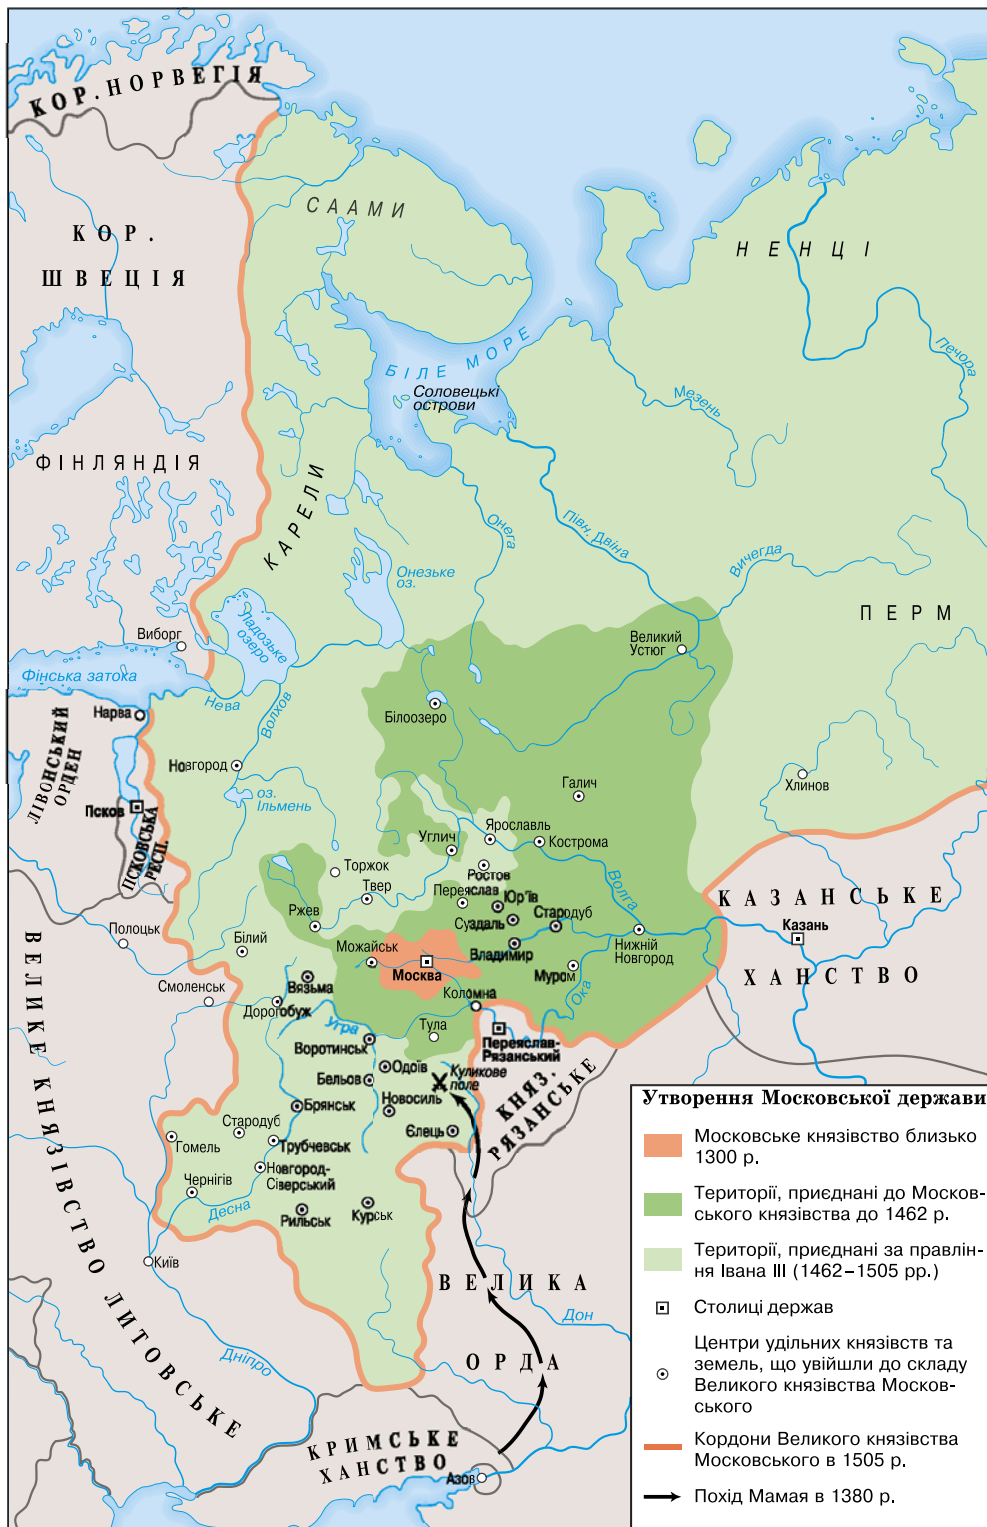 КОР. НОРВЕГІЯ
СААМИ
НЕНЦІ
КОР.
ШВЕЦІЯ
БІЛЕ МОРЕ
Соловецькі
острови
Печора
Мезень
ФІНЛЯНДІЯ
КАРЕЛИ
Онега
Півн. Двіна
Вичегда
Онезьке
оз.
ПЕРМ
Ладозьке
озеро
Виборг
Великий
Устюг
Фінська затока
Нева
Волхов
Білоозеро
Нарва
ЛІВОНСЬКИЙ
ОРДЕН
Новгород
оз.
Ільмень
Галич
Хлинов
Псков
ПСКОВСЬКА
РЕСП.
Углич
Ярославль
Кострома
Торжок
Твер
Ростов
Переяслав
Юр'їв
Волга
КАЗАНСЬКЕ
Ржев
Суздаль
Стародуб
Казань
Полоцьк
Білий
Можайськ
Владимир
Нижній
Новгород
Москва
ХАНСТВО
Вязьма
Муром
Смоленськ
Дорогобуж
Коломна
Ока
Угра
Тула
Воротинськ
Переяслав-
Рязанський
Одоїв
Куликове
поле
Бельов
КНЯЗ.
РЯЗАНСЬКЕ
Брянськ
Новосиль
Стародуб
Єлець
Гомель
Трубчевськ
Новгород-
Сіверський
Чернігів
Десна
Рильськ
Курськ
Київ
ВЕЛИКЕ КНЯЗІВСТВО ЛИТОВСЬКЕ
ВЕЛИКА
Дон
Дніпро
ОРДА
КРИМСЬКЕ
ХАНСТВО
Азов
Утворення Московської держави
Московське князівство близько
1300 р.
Території, приєднані до Москов-
ського князівства до 1462 р.
Території, приєднані за правлін-
ня Івана III (1462–1505 рр.)
Столиці держав
Центри удільних князівств та
земель, що увійшли до складу
Великого князівства Москов-
ського
Кордони Великого князівства
Московського в 1505 р.
Похід Мамая в 1380 р.